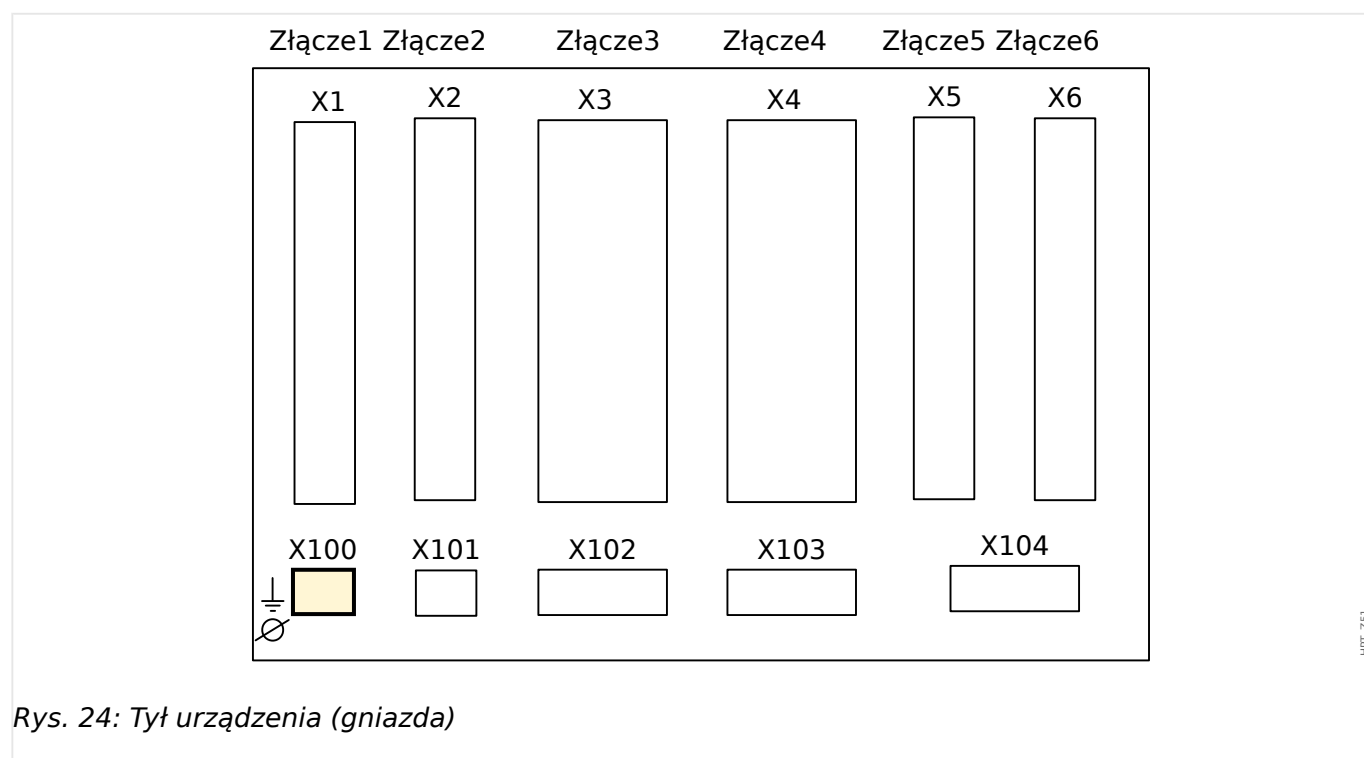 Złącze1 Złącze2 Złącze3 Złącze4 Złącze5 Złącze6
X1 X2 X3 X4 X5 X6
X100 X101 X102 X103 X104
Rys. 24: Tył urządzenia (gniazda)